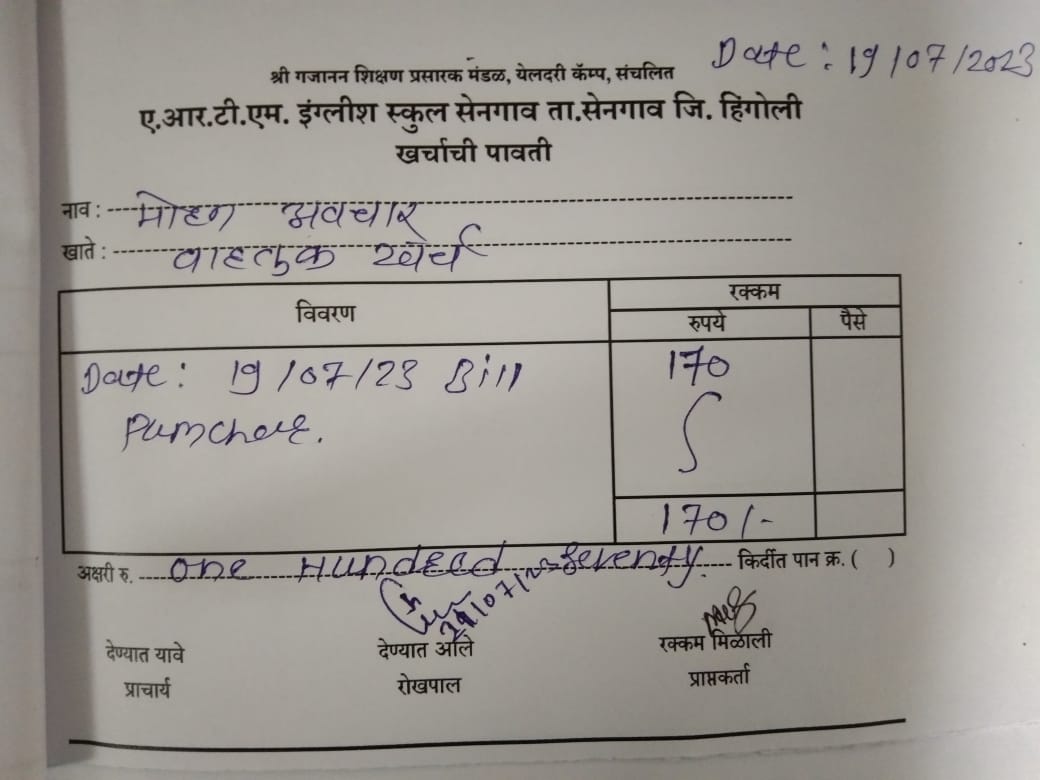 Date : 19/07/2023
श्री गजानन शिक्षण प्रसारक मंडळ, येलदरी कॅम्प, संचलित
ए.आर.टी.एम. इंग्लीश स्कुल सेनगाव ता.सेनगाव जि. हिंगोली
खर्चाची पावती
नाव : मोहन अवचार
खाते : वाहतुक खर्च
विवरण रक्कम
रुपये पैसे
Date : 19/07/23 Bill 170
Pamchar.
170/-
अक्षरी रु. One Hundred Seventy. किर्दीत पान क्र. ( )
देण्यात यावे देण्यात आले रक्कम मिळाली
प्राचार्य रोखपाल प्राप्तकर्ता